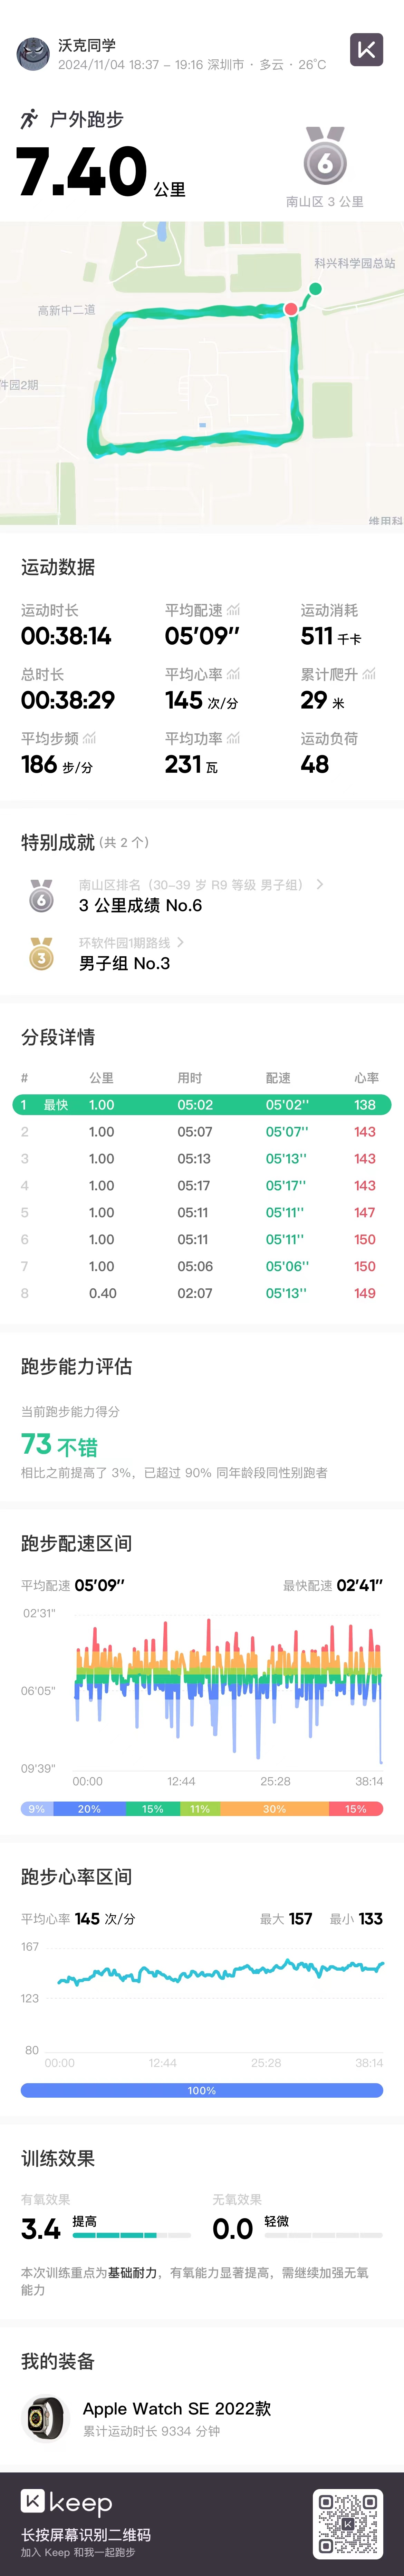 沃克同学
2024/11/04 18:37 - 19:16 深圳市 · 多云 · 26°C
户外跑步
7.40 公里
6
南山区 3 公里
科兴科学园总站
高新中二道
件园2期
维用科
运动数据
运动时长 平均配速 运动消耗
00:38:14 05'09" 511 千卡
总时长 平均心率 累计爬升
00:38:29 145 次/分 29 米
平均步频 平均功率 运动负荷
186 步/分 231 瓦 48
特别成就 (共 2 个)
6
南山区排名（30-39 岁 R9 等级 男子组）
3 公里成绩 No.6
3
环软件园1期路线
男子组 No.3
分段详情
# 公里 用时 配速 心率
1 最快 1.00 05:02 05'02'' 138
2 1.00 05:07 05'07'' 143
3 1.00 05:13 05'13'' 143
4 1.00 05:17 05'17'' 143
5 1.00 05:11 05'11'' 147
6 1.00 05:11 05'11'' 150
7 1.00 05:06 05'06'' 150
8 0.40 02:07 05'13'' 149
跑步能力评估
当前跑步能力得分
73 不错
相比之前提高了 3%，已超过 90% 同年龄段同性别跑者
跑步配速区间
平均配速 05'09'' 最快配速 02'41''
02'31"
06'05"
09'39"
00:00 12:44 25:28 38:14
9% 20% 15% 11% 30% 15%
跑步心率区间
平均心率 145 次/分 最大 157 最小 133
167
123
80
00:00 12:44 25:28 38:14
100%
训练效果
有氧效果 无氧效果
3.4 提高 0.0 轻微
本次训练重点为基础耐力，有氧能力显著提高，需继续加强无氧
能力
我的装备
Apple Watch SE 2022款
累计运动时长 9334 分钟
keep
长按屏幕识别二维码
加入 Keep 和我一起跑步